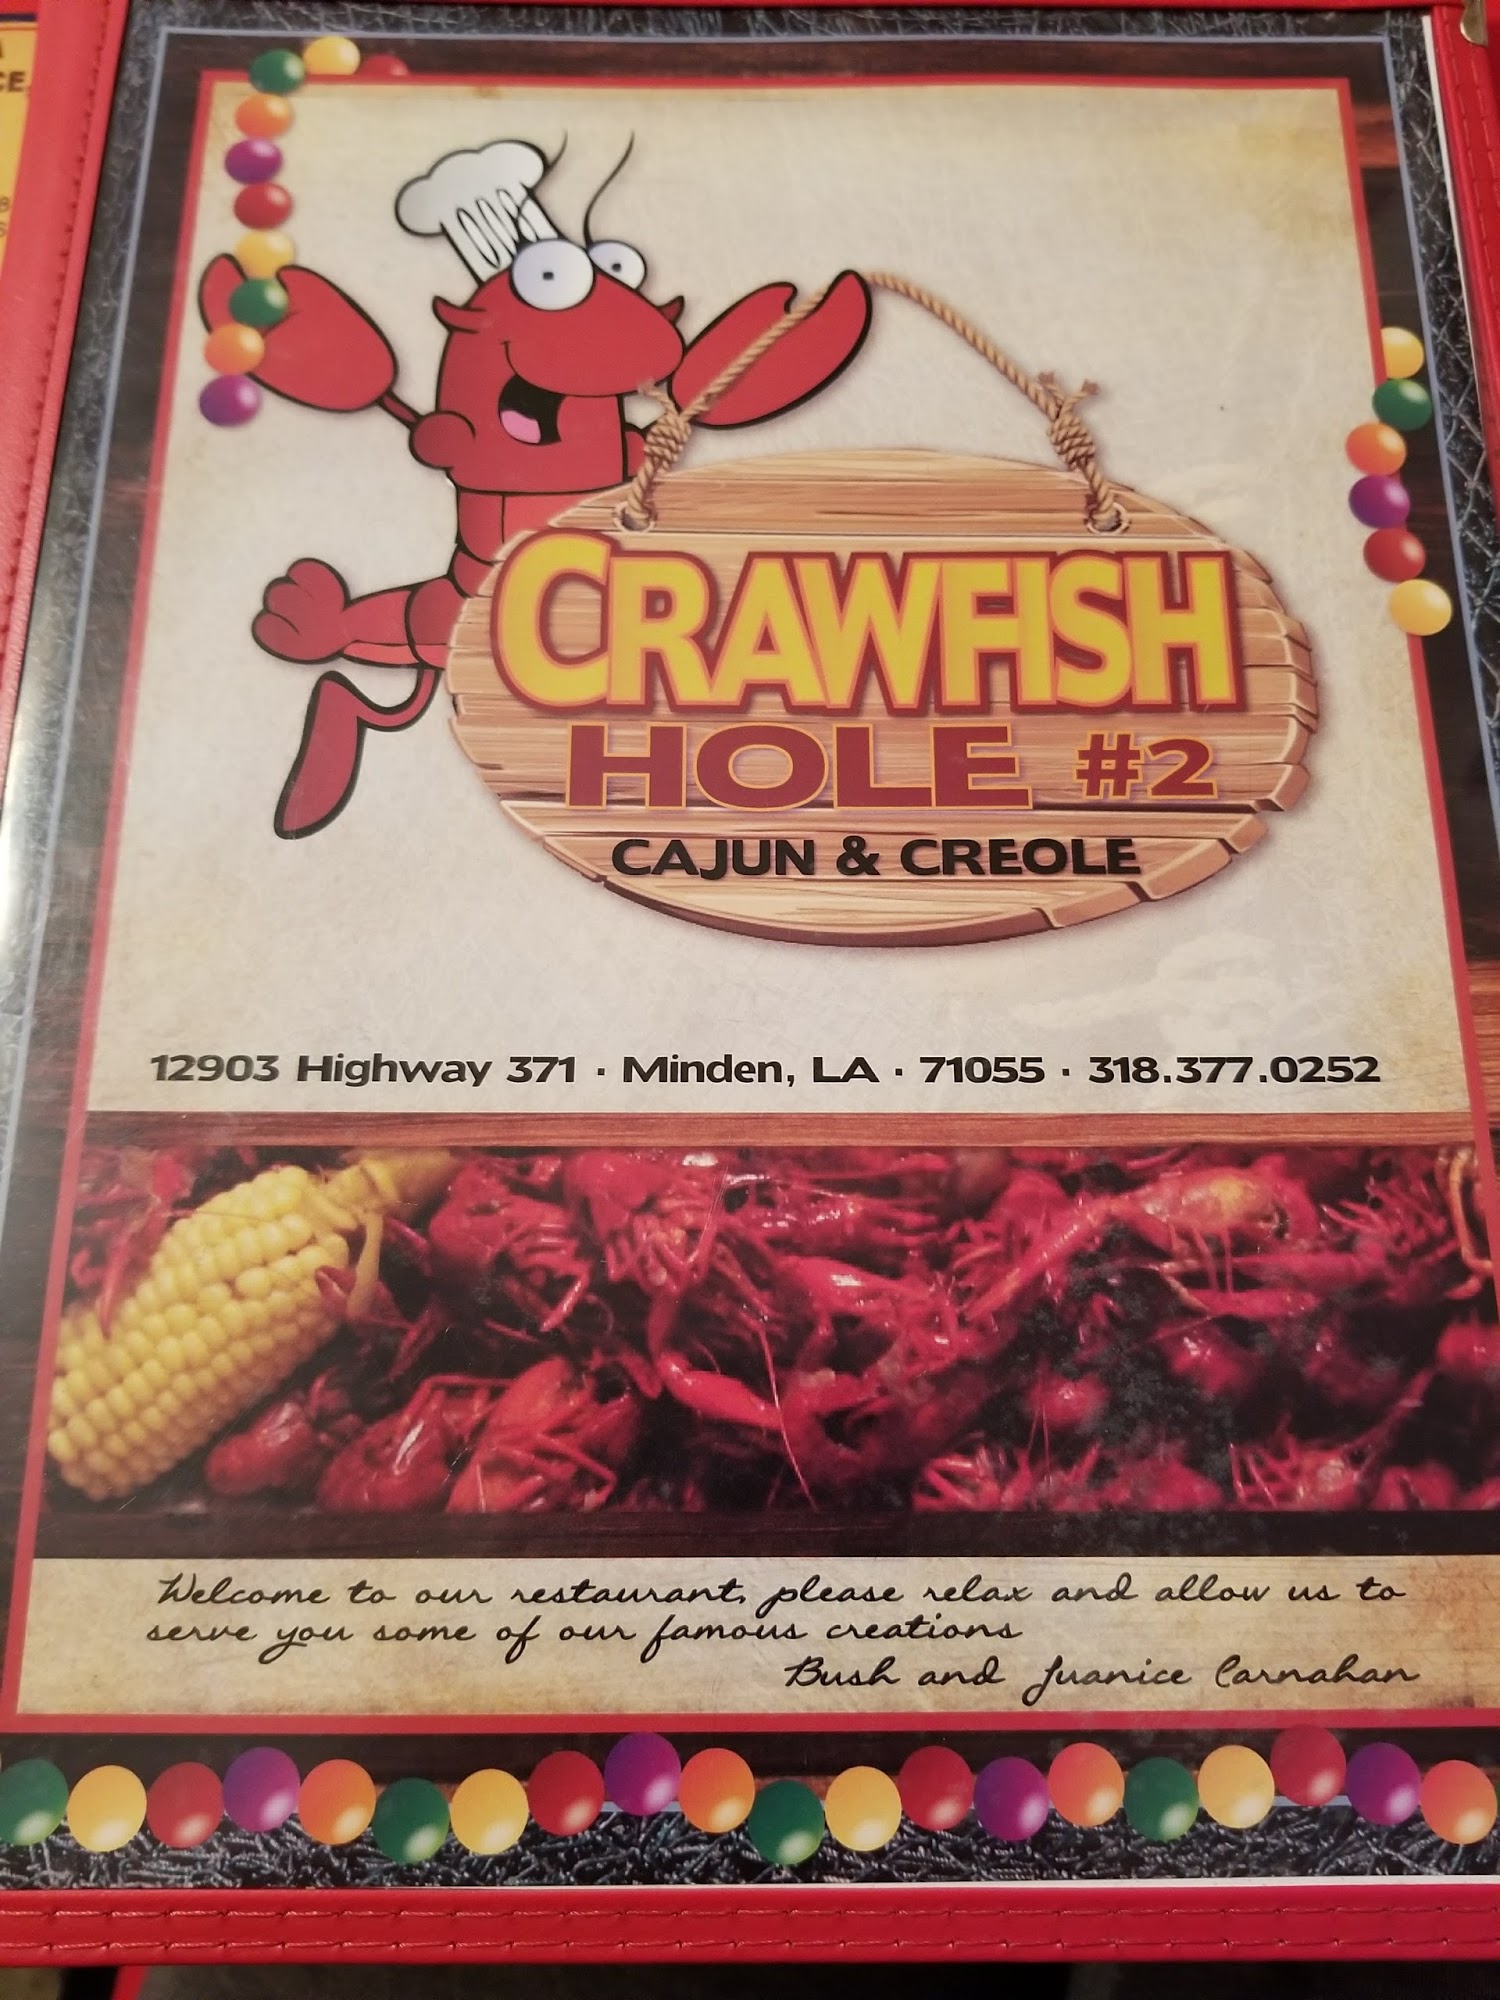 CRAWFISH
HOLE #2
CAJUN & CREOLE
12903 Highway 371 · Minden, LA · 71055 · 318.377.0252
Welcome to our restaurant, please relax and allow us to
serve you some of our famous creations
Bush and Juanice Carnahan